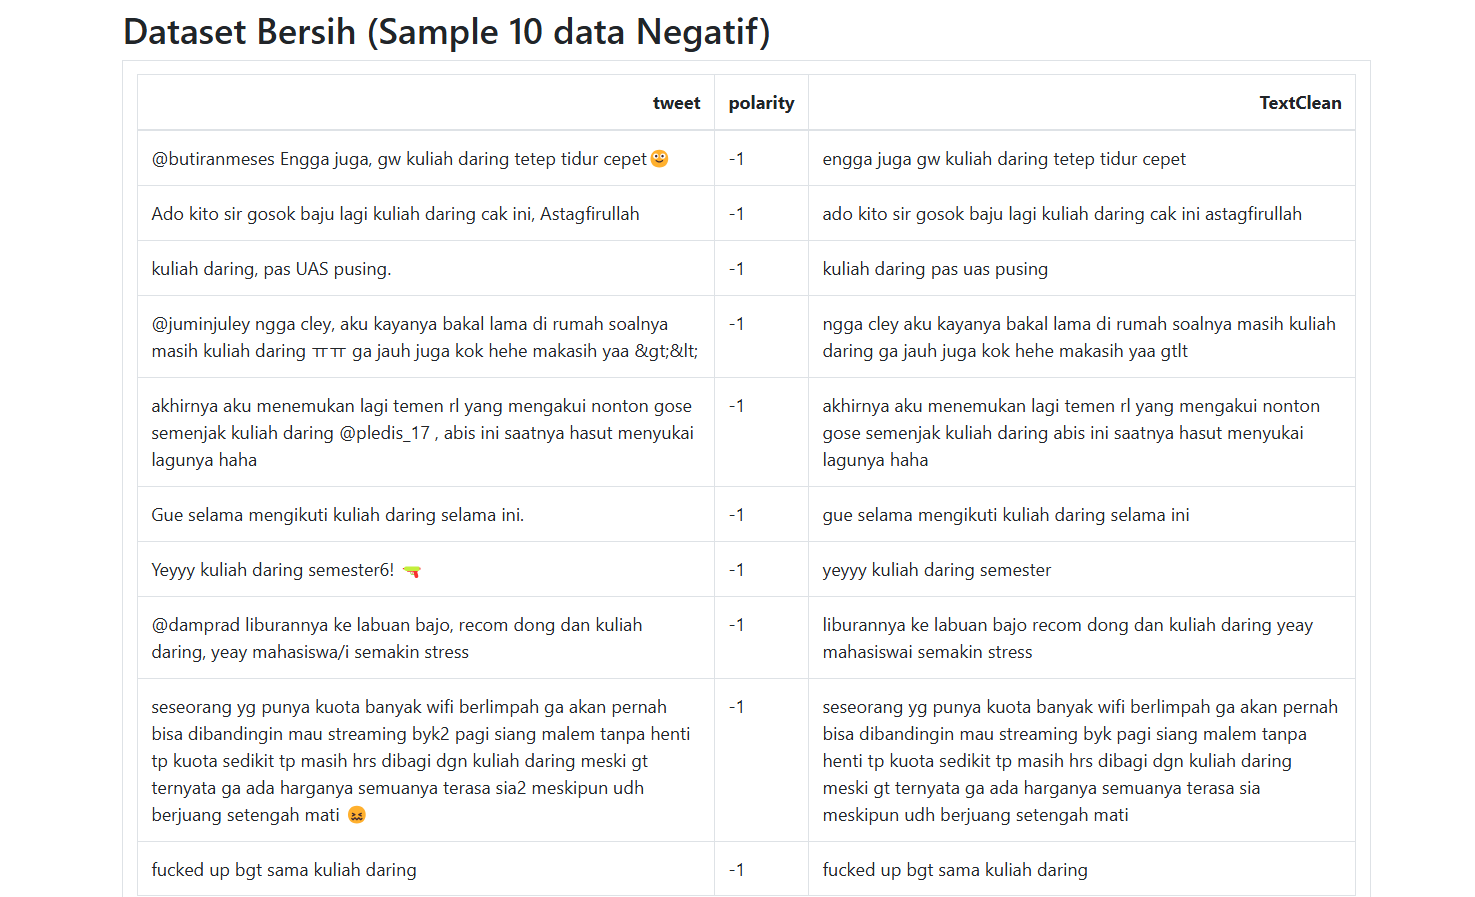 Dataset Bersih (Sample 10 data Negatif)
tweet polarity TextClean
@butiranmeses Engga juga, gw kuliah daring tetep tidur cepet🙂 -1 engga juga gw kuliah daring tetep tidur cepet
Ado kito sir gosok baju lagi kuliah daring cak ini, Astagfirullah -1 ado kito sir gosok baju lagi kuliah daring cak ini astagfirullah
kuliah daring, pas UAS pusing. -1 kuliah daring pas uas pusing
@juminjuley ngga cley, aku kayanya bakal lama di rumah soalnya
masih kuliah daring ㅠㅠ ga jauh juga kok hehe makasih yaa &gt;&lt;
-1
ngga cley aku kayanya bakal lama di rumah soalnya masih kuliah
daring ga jauh juga kok hehe makasih yaa gtlt
akhirnya aku menemukan lagi temen rl yang mengakui nonton gose
semenjak kuliah daring @pledis_17 , abis ini saatnya hasut menyukai
lagunya haha
-1
akhirnya aku menemukan lagi temen rl yang mengakui nonton
gose semenjak kuliah daring abis ini saatnya hasut menyukai
lagunya haha
Gue selama mengikuti kuliah daring selama ini. -1 gue selama mengikuti kuliah daring selama ini
Yeyyy kuliah daring semester6! 🔫 -1 yeyyy kuliah daring semester
@damprad liburannya ke labuan bajo, recom dong dan kuliah
daring, yeay mahasiswa/i semakin stress
-1
liburannya ke labuan bajo recom dong dan kuliah daring yeay
mahasiswai semakin stress
seseorang yg punya kuota banyak wifi berlimpah ga akan pernah
bisa dibandingin mau streaming byk2 pagi siang malem tanpa henti
tp kuota sedikit tp masih hrs dibagi dgn kuliah daring meski gt
ternyata ga ada harganya semuanya terasa sia2 meskipun udh
berjuang setengah mati 😖
-1
seseorang yg punya kuota banyak wifi berlimpah ga akan pernah
bisa dibandingin mau streaming byk pagi siang malem tanpa
henti tp kuota sedikit tp masih hrs dibagi dgn kuliah daring
meski gt ternyata ga ada harganya semuanya terasa sia
meskipun udh berjuang setengah mati
fucked up bgt sama kuliah daring -1 fucked up bgt sama kuliah daring